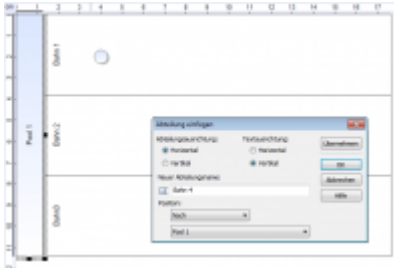 Pool 1
Bahn 1
Bahn 2
Bahn3
Abteilung einfügen
Abteilungsausrichtung:
Textausrichtung:
Horizontal
Horizontal
Vertikal
Vertikal
Neuer Abteilungsname:
Bahn 4
Position:
Nach
Pool 1
Übernehmen
OK
Abbrechen
Hilfe